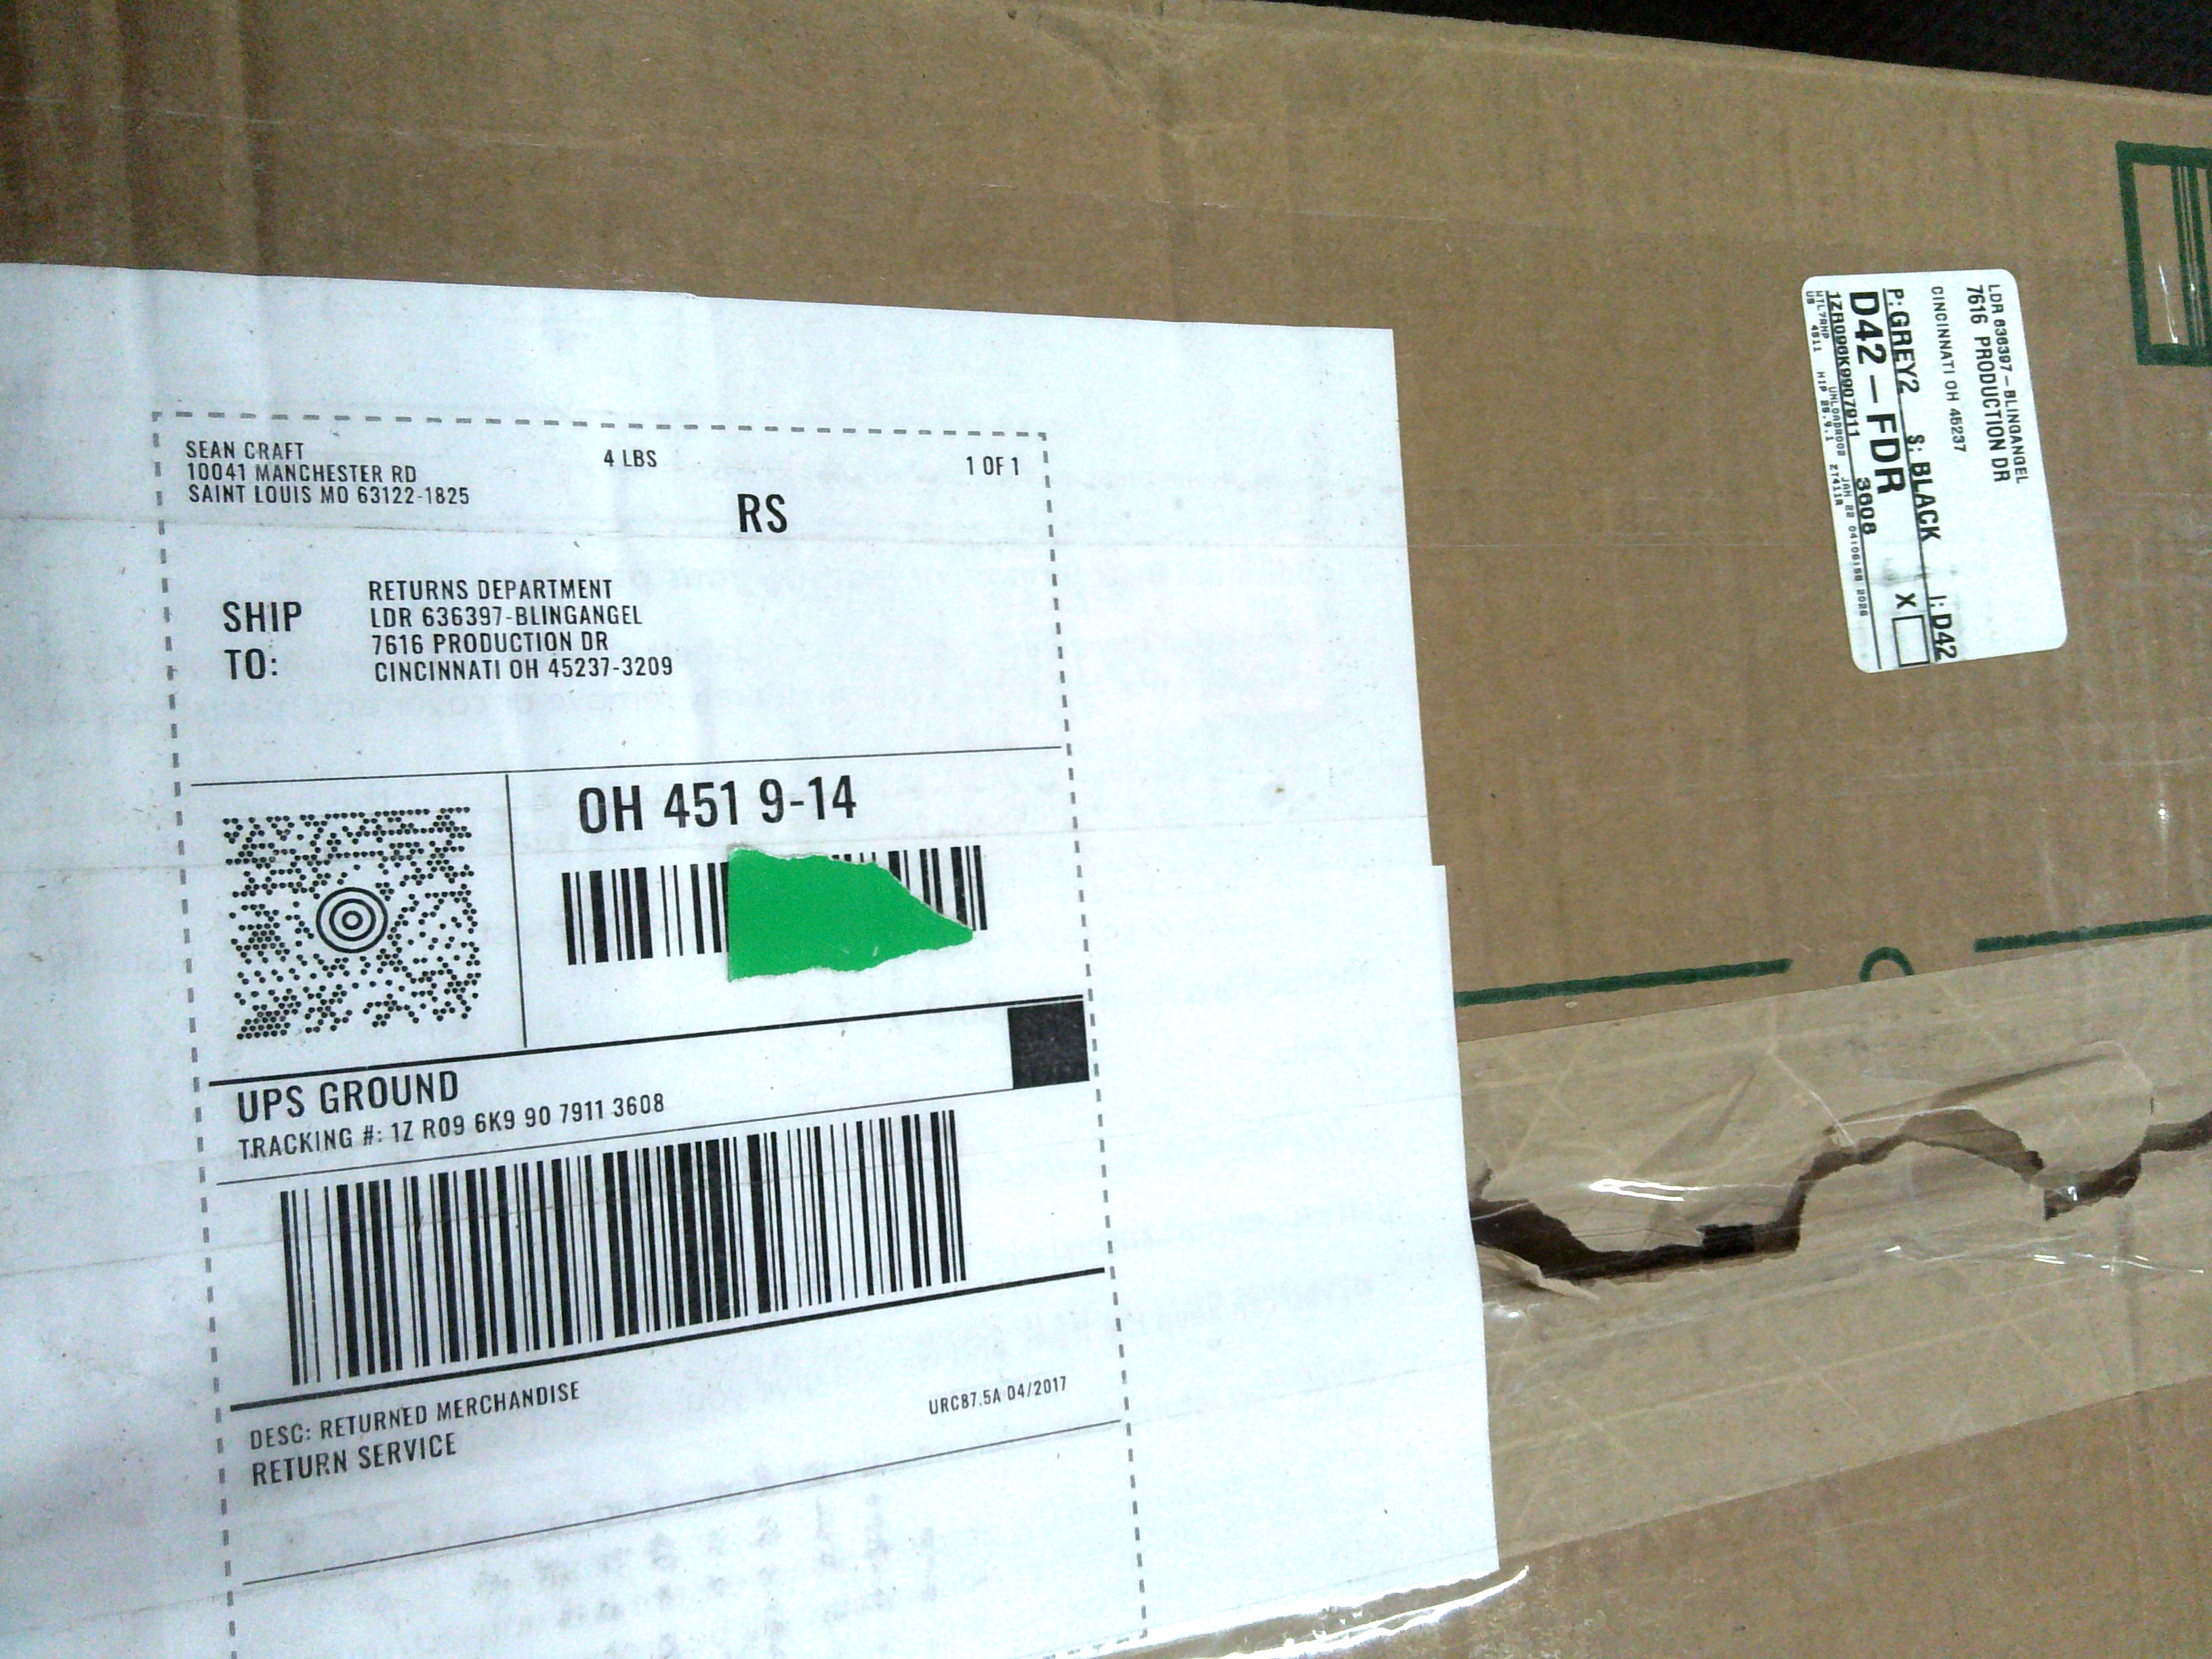 SEAN CRAFT
10041 MANCHESTER RD
SAINT LOUIS MO 63122-1825
4 LBS
1 OF 1
RS
SHIP TO:
RETURNS DEPARTMENT
LDR 636397-BLINGANGEL
7616 PRODUCTION DR
CINCINNATI OH 45237-3209
OH 451 9-14
UPS GROUND
TRACKING #: 1Z R09 6K9 90 7911 3608
DESC: RETURNED MERCHANDISE
RETURN SERVICE
URC87.5A 04/2017
LDR 636397-BLINGANGEL
7616 PRODUCTION DR
CINCINNATI OH 45237
P: GREY2 S: BLACK I: D42
D42-FDR X
1ZR096K9907911 3608